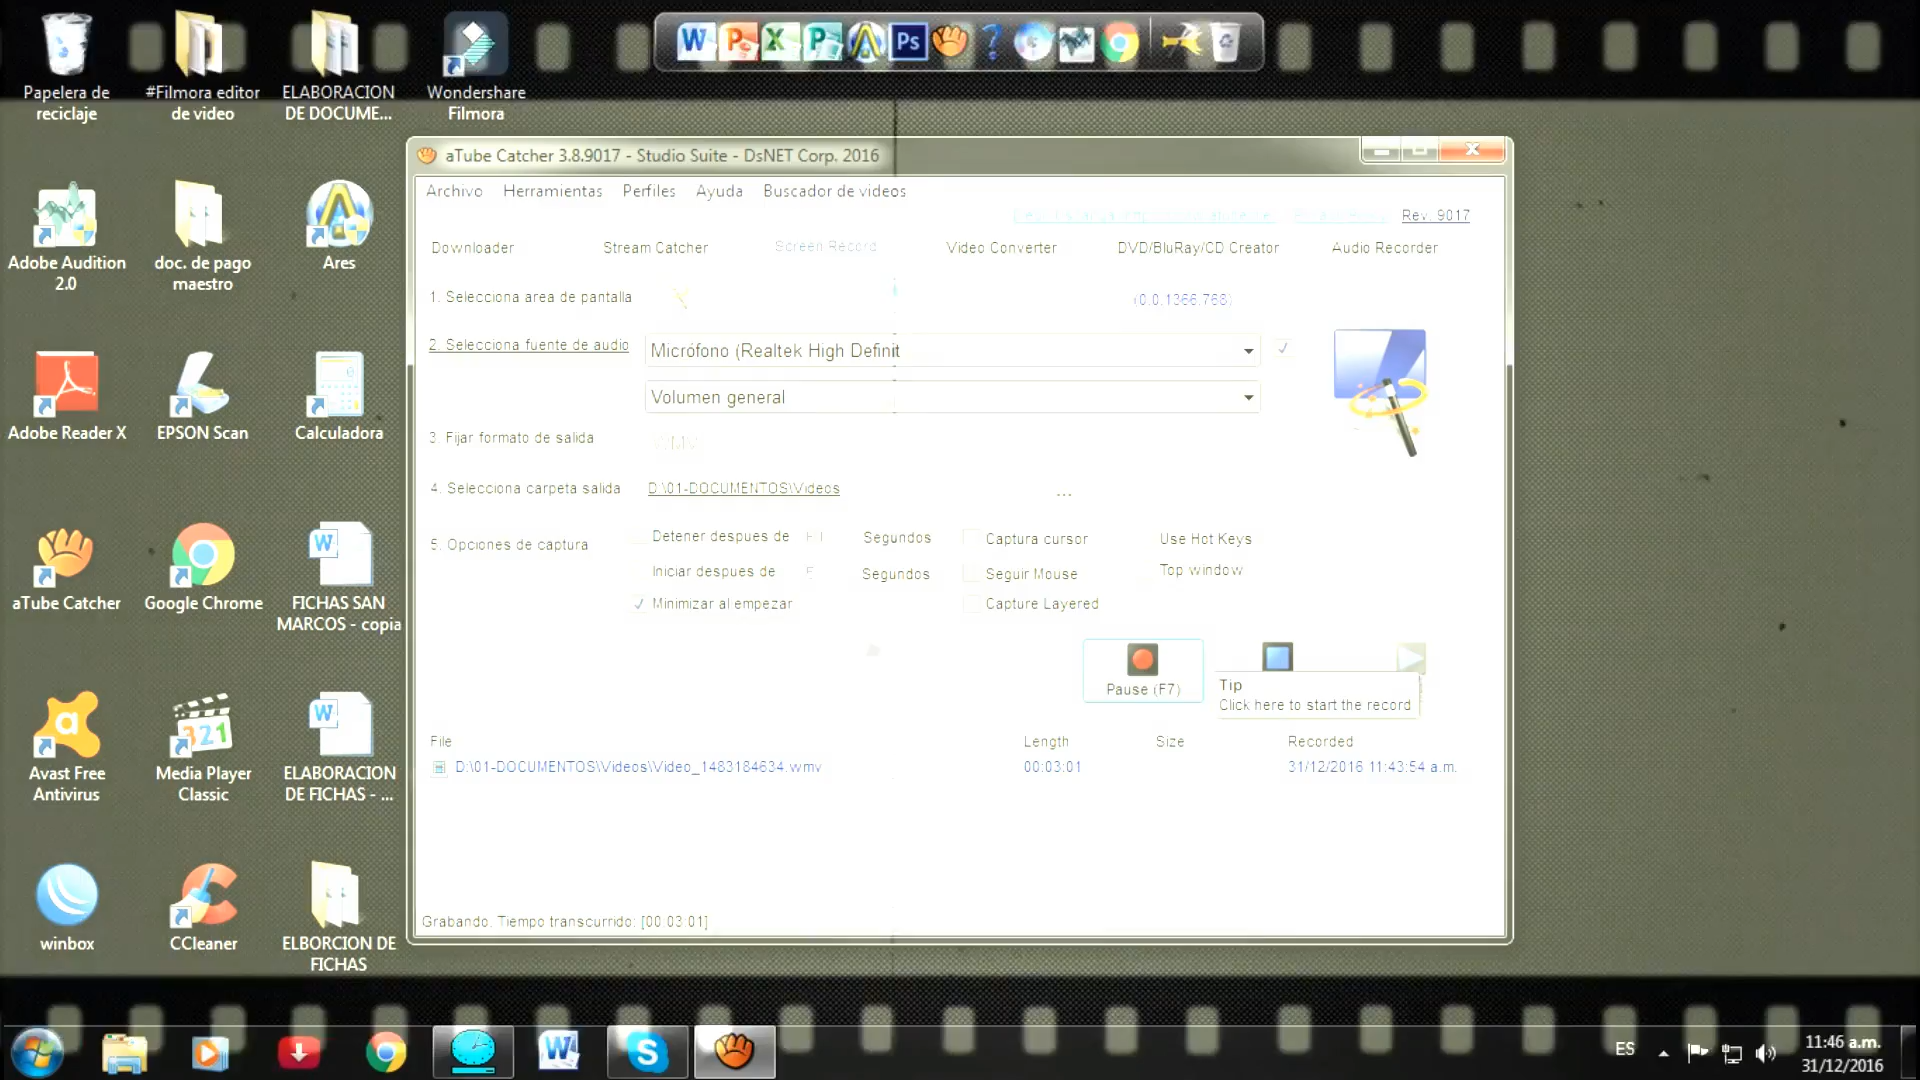 Papelera de
reciclaje
#Filmora editor
de video
ELABORACION
DE DOCUME...
Wondershare
Filmora
Adobe Audition
2.0
doc. de pago
maestro
Ares
Adobe Reader X
EPSON Scan
Calculadora
aTube Catcher
Google Chrome
FICHAS SAN
MARCOS - copia
Avast Free
Antivirus
Media Player
Classic
ELABORACION
DE FICHAS - ...
winbox
CCleaner
ELBORCION DE
FICHAS
Ps
aTube Catcher 3.8.9017 - Studio Suite - DsNET Corp. 2016
Archivo Herramientas Perfiles Ayuda Buscador de videos
Rev. 9017
Downloader Stream Catcher Screen Record Video Converter DVD/BluRay/CD Creator Audio Recorder
1. Selecciona area de pantalla (0,0,1366,768)
2. Selecciona fuente de audio Micrófono (Realtek High Definit
Volumen general
3. Fijar formato de salida WMV
4. Selecciona carpeta salida D:\01-DOCUMENTOS\Videos ...
5. Opciones de captura
Detener despues de Segundos Captura cursor Use Hot Keys
Iniciar despues de Segundos Seguir Mouse Top window
Minimizar al empezar Capture Layered
Pause (F7)
Tip
Click here to start the record
File Length Size Recorded
D:\01-DOCUMENTOS\Videos\Video_1483184634.wmv 00:03:01 31/12/2016 11:43:54 a.m.
Grabando. Tiempo transcurrido: [00:03:01]
ES
11:46 a.m.
31/12/2016